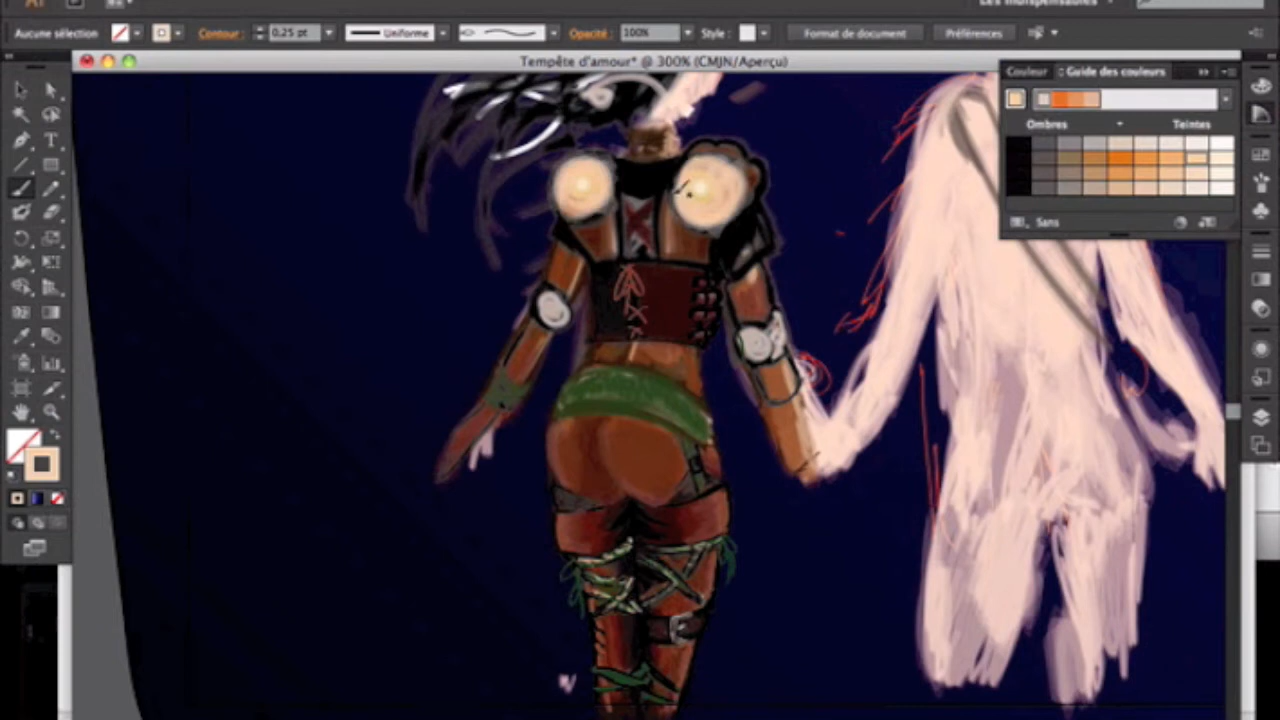 Les indispensables
Aucune sélection Contour : 0,25 pt Uniforme Opacité : 100% Style : Format de document Préférences
Tempête d'amour* @ 300% (CMJN/Aperçu)
Couleur Guide des couleurs
Ombres Teintes
Sans